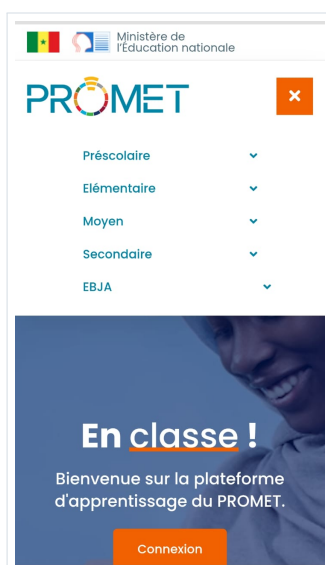 Ministère de
l'Éducation nationale
PROMET
Préscolaire
Elémentaire
Moyen
Secondaire
EBJA
En classe !
Bienvenue sur la plateforme
d'apprentissage du PROMET.
Connexion